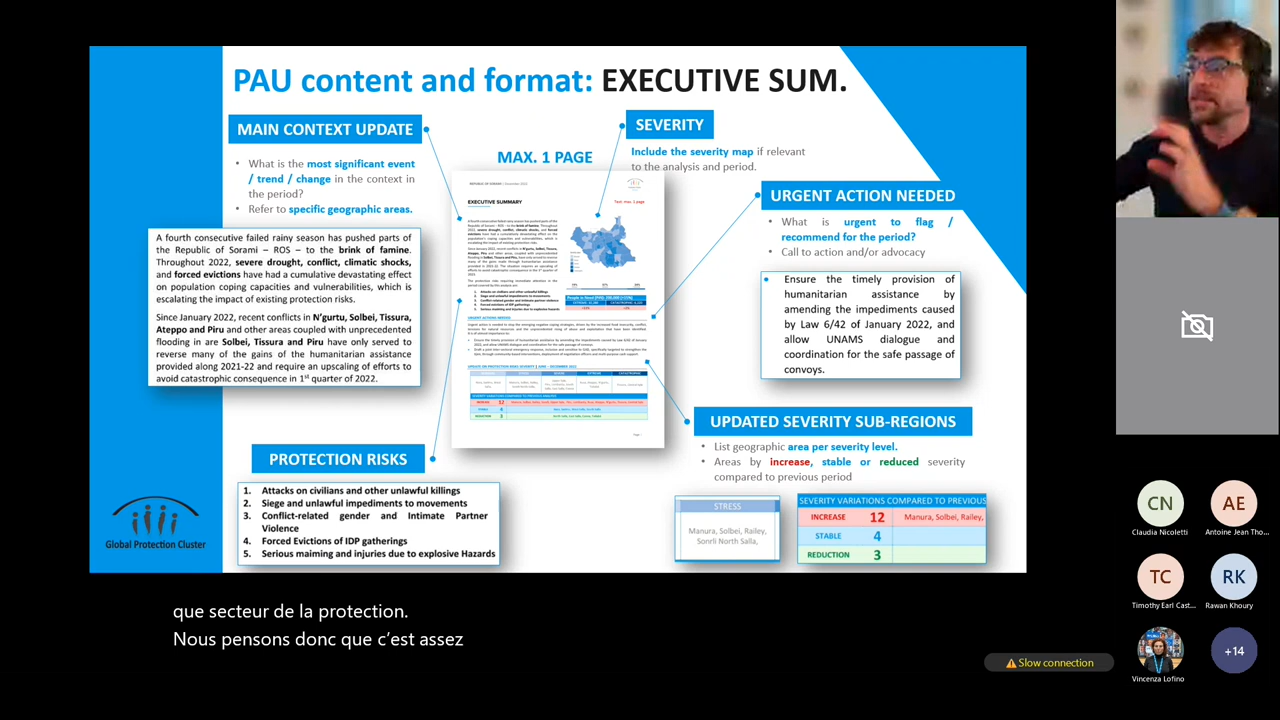 PAU content and format: EXECUTIVE SUM.
MAIN CONTEXT UPDATE
• What is the most significant event
/ trend / change in the context in
the period?
• Refer to specific geographic areas.
A fourth consecutive failed rainy season has pushed parts of
the Republic of Sorami – ROS – to the brink of famine.
Throughout 2022, severe drought, conflict, climatic shocks,
and forced evictions have had a cumulative devastating effect
on population coping capacities and vulnerabilities, which is
escalating the impact of existing protection risks.
Since January 2022, recent conflicts in N'gurtu, Solbei, Tissura,
Ateppo and Piru and other areas coupled with unprecedented
flooding in are Solbei, Tissura and Piru have only served to
reverse many of the gains of the humanitarian assistance
provided along 2021-22 and require an upscaling of efforts to
avoid catastrophic consequence in 1st quarter of 2022.
PROTECTION RISKS
1. Attacks on civilians and other unlawful killings
2. Siege and unlawful impediments to movements
3. Conflict-related gender and Intimate Partner
Violence
4. Forced Evictions of IDP gatherings
5. Serious maiming and injuries due to explosive Hazards
Global Protection Cluster
MAX. 1 PAGE
EXECUTIVE SUMMARY
SEVERITY
Include the severity map if relevant
to the analysis and period.
URGENT ACTION NEEDED
• What is urgent to flag /
recommend for the period?
• Call to action and/or advocacy
• Ensure the timely provision of
humanitarian assistance by
amending the impediments caused
by Law 6/42 of January 2022, and
allow UNAMS dialogue and
coordination for the safe passage of
convoys.
UPDATED SEVERITY SUB-REGIONS
• List geographic area per severity level.
• Areas by increase, stable or reduced severity
compared to previous period
STRESS
Manura, Solbei, Railey,
Sonrli North Salla,
SEVERITY VARIATIONS COMPARED TO PREVIOUS
INCREASE 12 Manura, Solbei, Railey,
STABLE 4
REDUCTION 3
que secteur de la protection.
Nous pensons donc que c'est assez
Slow connection
CN
Claudia Nicoletti
AE
Antoine Jean Tho...
TC
Timothy Earl Cast...
RK
Rawan Khoury
Vincenza Lofino
+14